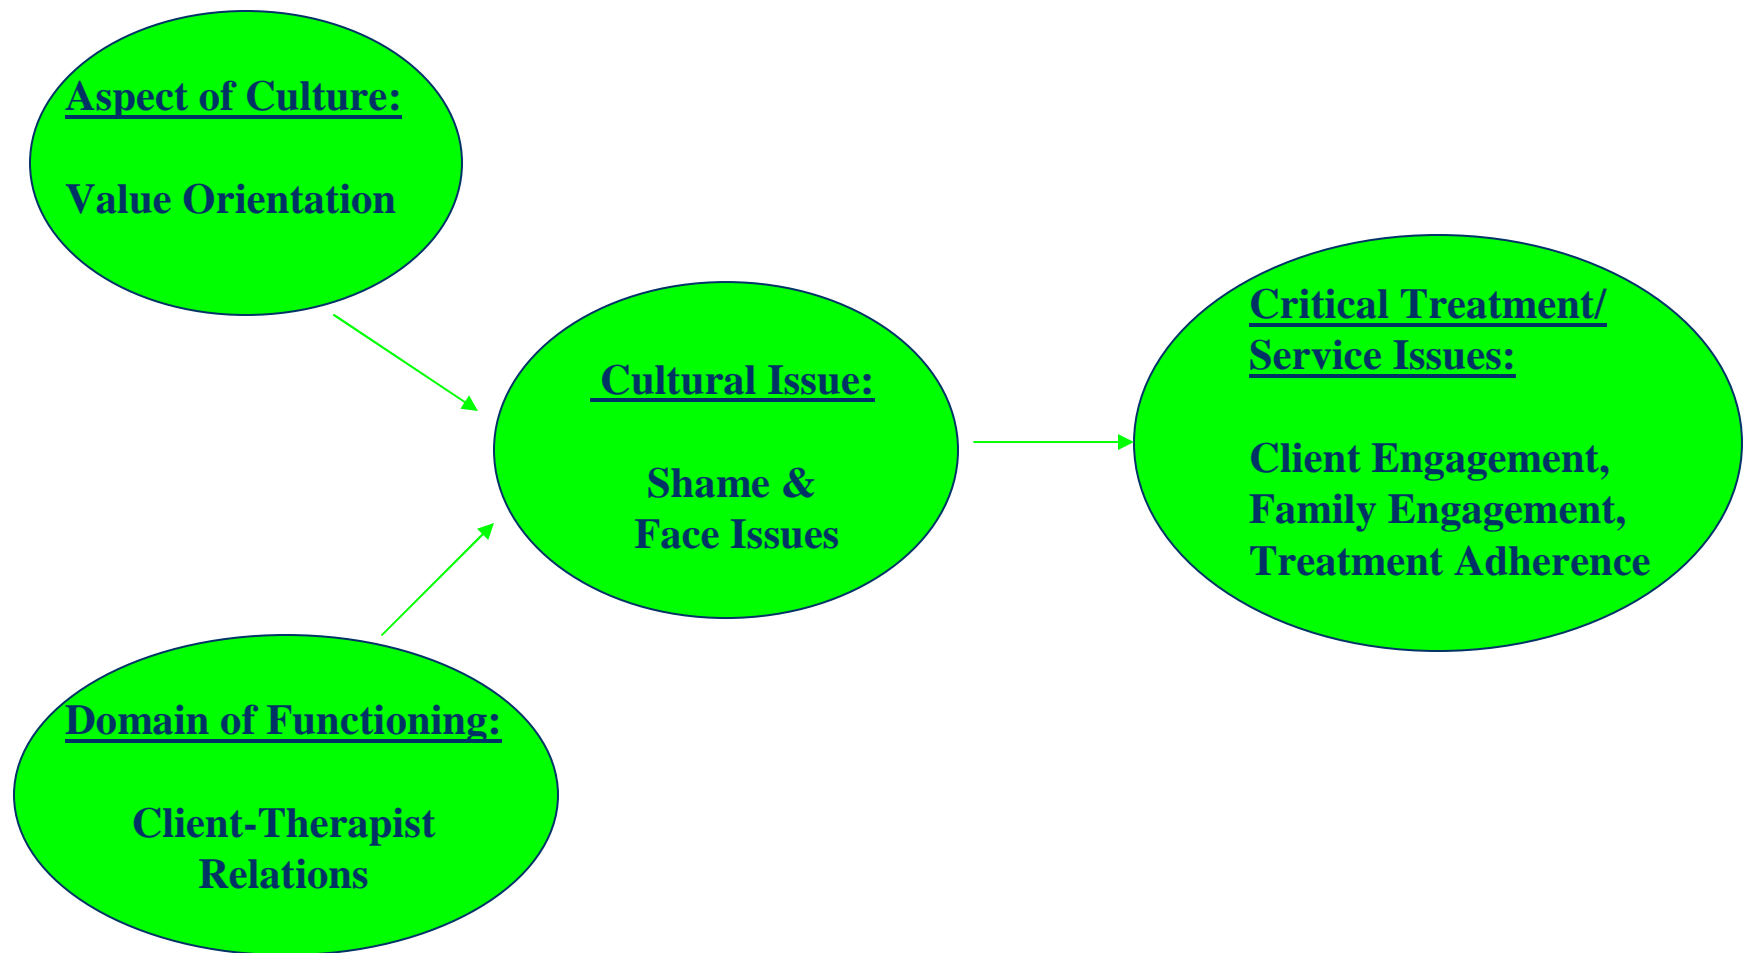 Aspect of Culture:
Value Orientation
Cultural Issue:
Shame &
Face Issues
Critical Treatment/
Service Issues:
Client Engagement,
Family Engagement,
Treatment Adherence
Domain of Functioning:
Client-Therapist
Relations